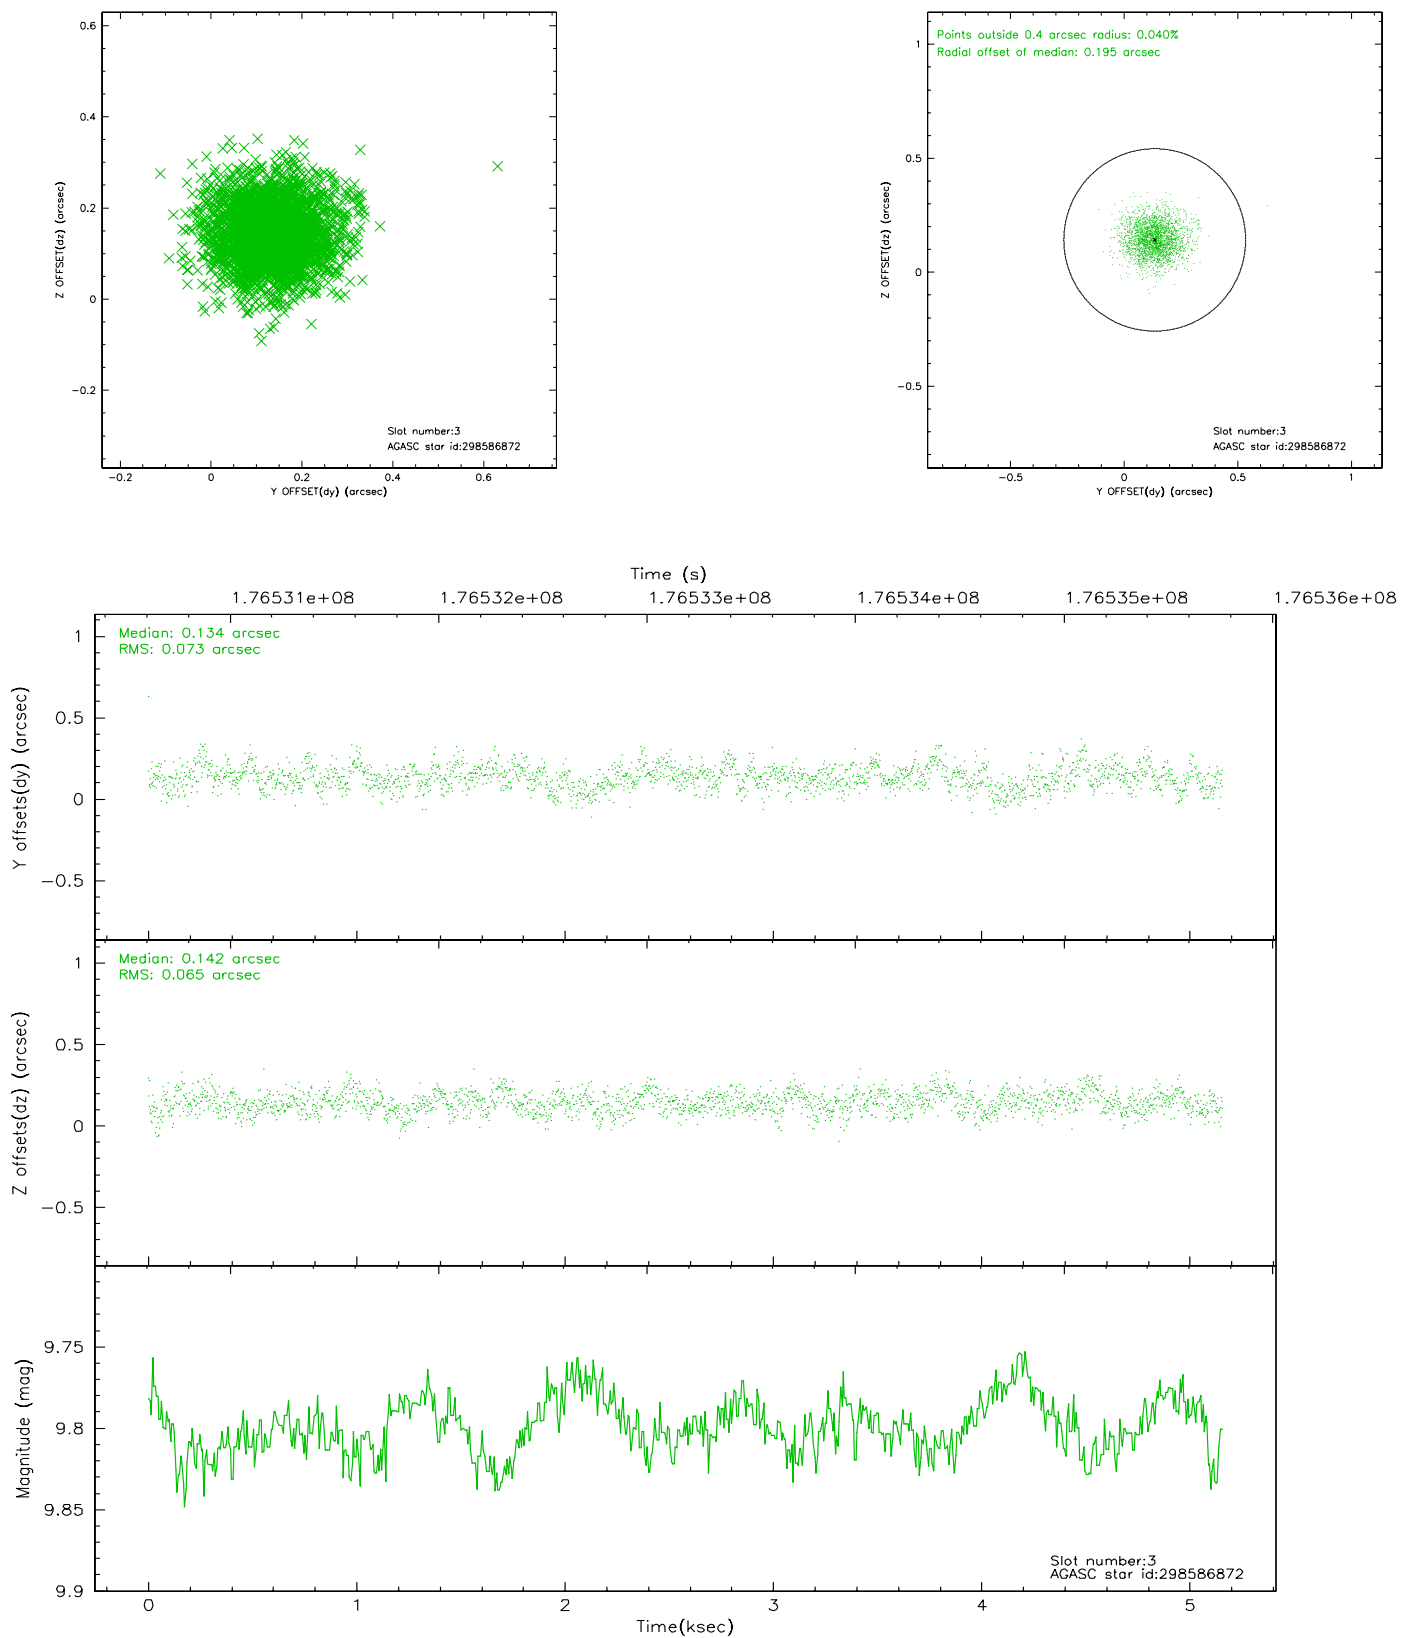 0.6
0.4
0.2
0
−0.2
Z OFFSET(dz) (arcsec)
Slot number:3
AGASC star id:298586872
−0.2 0 0.2 0.4 0.6
Y OFFSET(dy) (arcsec)
Points outside 0.4 arcsec radius: 0.040%
Radial offset of median: 0.195 arcsec
1
0.5
0
−0.5
Z OFFSET(dz) (arcsec)
Slot number:3
AGASC star id:298586872
−0.5 0 0.5 1
Y OFFSET(dy) (arcsec)
Time (s)
1.76531e+08 1.76532e+08 1.76533e+08 1.76534e+08 1.76535e+08 1.76536e+08
Median: 0.134 arcsec
RMS: 0.073 arcsec
1
0.5
0
−0.5
Y offsets(dy) (arcsec)
Median: 0.142 arcsec
RMS: 0.065 arcsec
1
0.5
0
−0.5
Z offsets(dz) (arcsec)
9.75
9.8
9.85
9.9
Magnitude (mag)
Slot number:3
AGASC star id:298586872
0 1 2 3 4 5
Time(ksec)